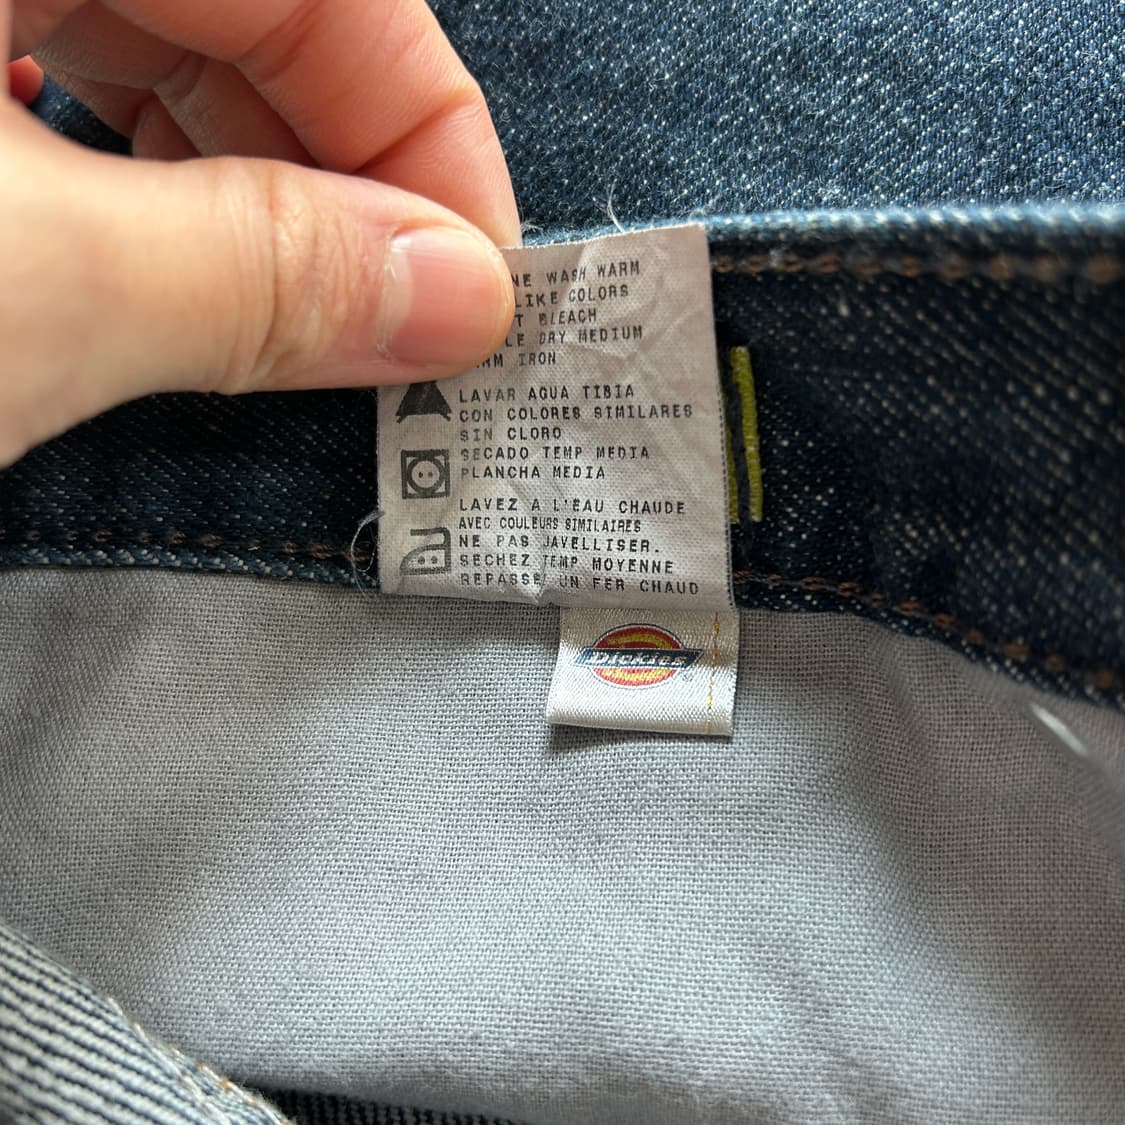 NE WASH WARM
LIKE COLORS
T BLEACH
LE DRY MEDIUM
RM IRON
LAVAR AGUA TIBIA
CON COLORES SIMILARES
SIN CLORO
SECADO TEMP MEDIA
PLANCHA MEDIA
LAVEZ A L'EAU CHAUDE
AVEC COULEURS SIMILAIRES
NE PAS JAVELLISER.
SECHEZ TEMP MOYENNE
REPASSE UN FER CHAUD
Dickies